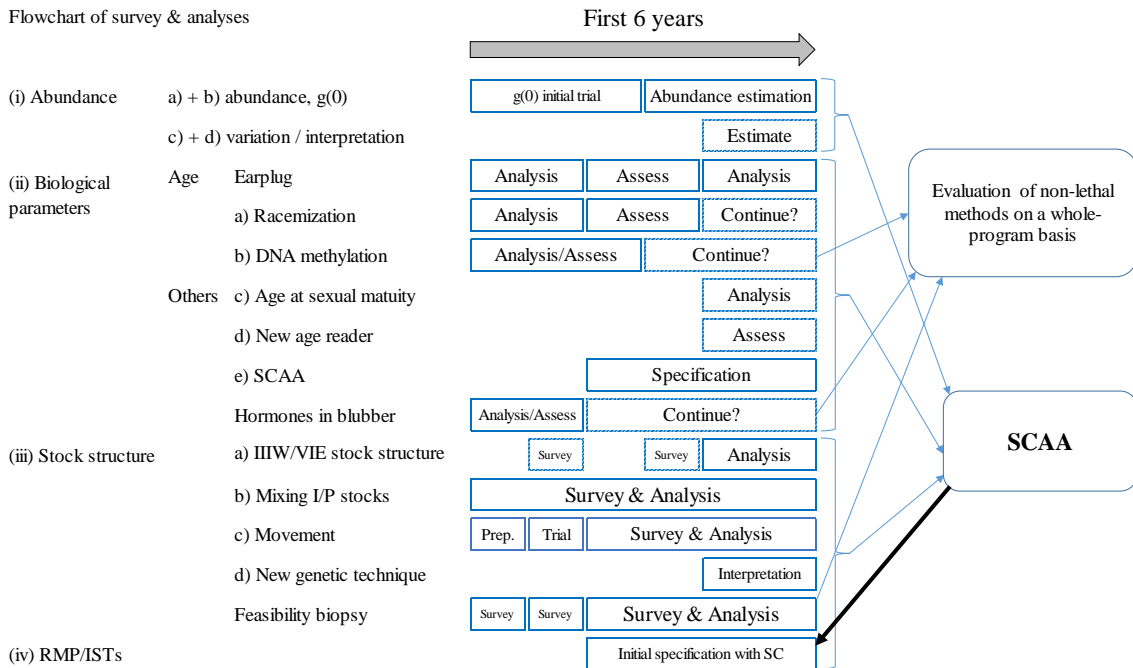 Flowchart of survey & analyses
First 6 years
(i) Abundance a) + b) abundance, g(0) g(0) initial trial Abundance estimation
c) + d) variation / interpretation Estimate
(ii) Biological
parameters
Age Earplug Analysis Assess Analysis
a) Racemization Analysis Assess Continue?
b) DNA methylation Analysis/Assess Continue?
Others c) Age at sexual maturity Analysis
d) New age reader Assess
e) SCAA Specification
Hormones in blubber Analysis/Assess Continue?
(iii) Stock structure a) IIIW/VIE stock structure Survey Survey Analysis
b) Mixing I/P stocks Survey & Analysis
c) Movement Prep. Trial Survey & Analysis
d) New genetic technique Interpretation
Feasibility biopsy Survey Survey Survey & Analysis
(iv) RMP/ISTs Initial specification with SC
Evaluation of non-lethal
methods on a whole-
program basis
SCAA